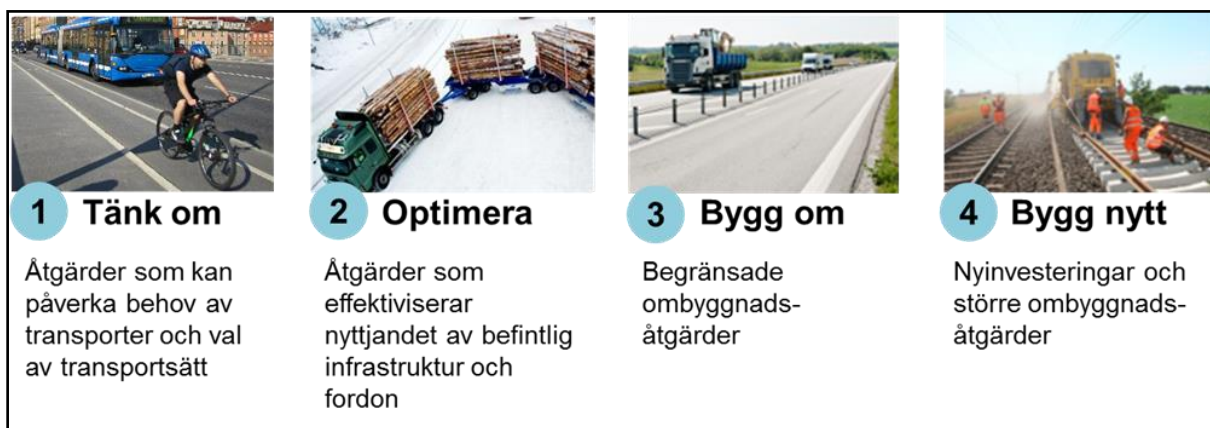 1 Tänk om
Åtgärder som kan
påverka behov av
transporter och val
av transportsätt
2 Optimera
Åtgärder som
effektiviserar
nyttjandet av befintlig
infrastruktur och
fordon
3 Bygg om
Begränsade
ombyggnads-
åtgärder
4 Bygg nytt
Nyinvesteringar och
större ombyggnads-
åtgärder